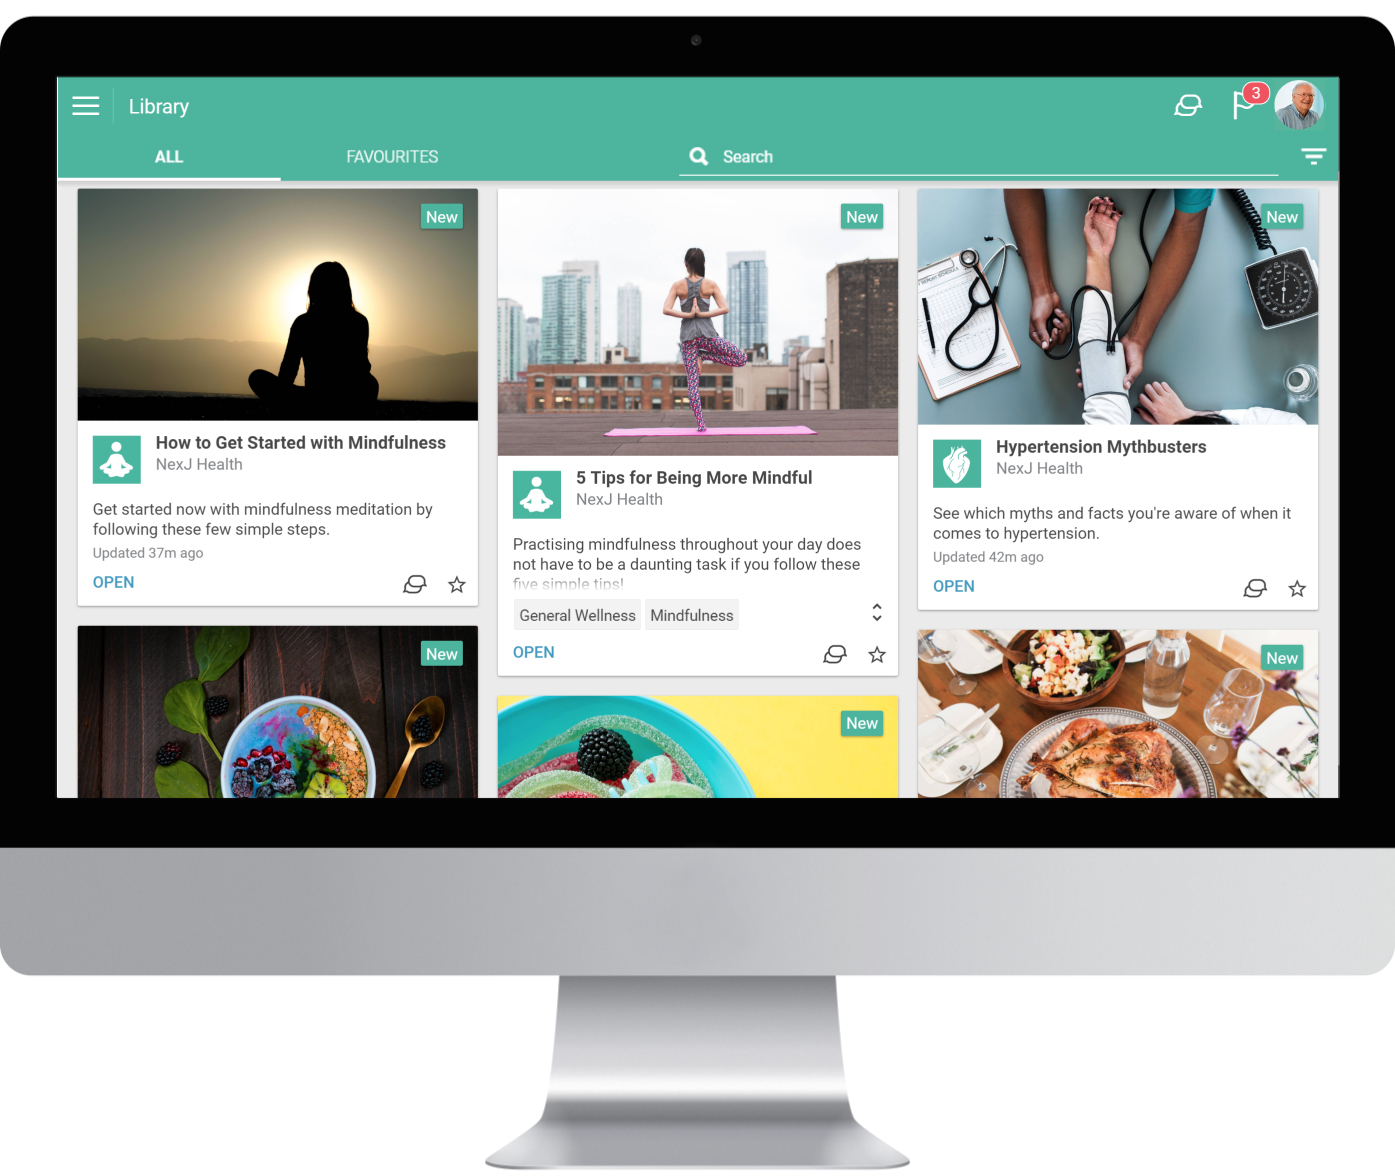 Library
3
ALL
FAVOURITES
Search
New
How to Get Started with Mindfulness
NexJ Health
Get started now with mindfulness meditation by
following these few simple steps.
Updated 37m ago
OPEN
New
5 Tips for Being More Mindful
NexJ Health
Practising mindfulness throughout your day does
not have to be a daunting task if you follow these
five simple tips!
General Wellness
Mindfulness
OPEN
New
Hypertension Mythbusters
NexJ Health
See which myths and facts you're aware of when it
comes to hypertension.
Updated 42m ago
OPEN
New
New
New